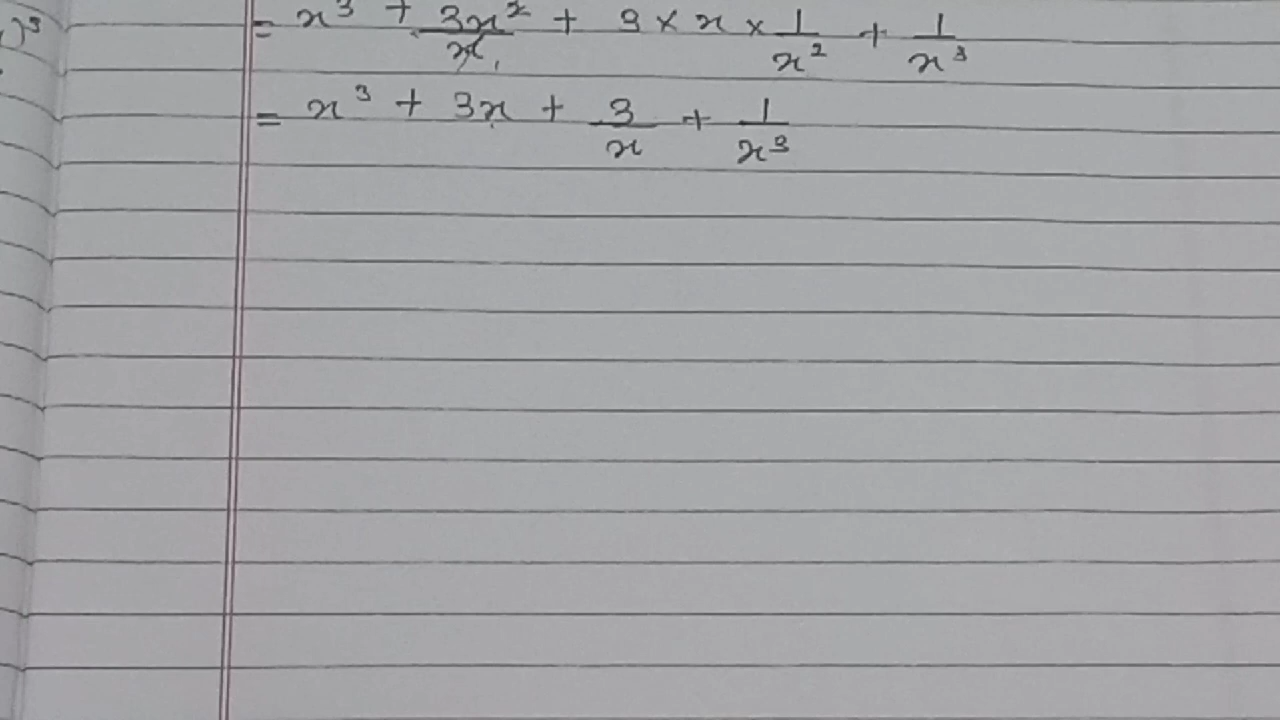 = x³ + 3x²/x + 3 × x × 1/x² + 1/x³
= x³ + 3x + 3/x + 1/x³